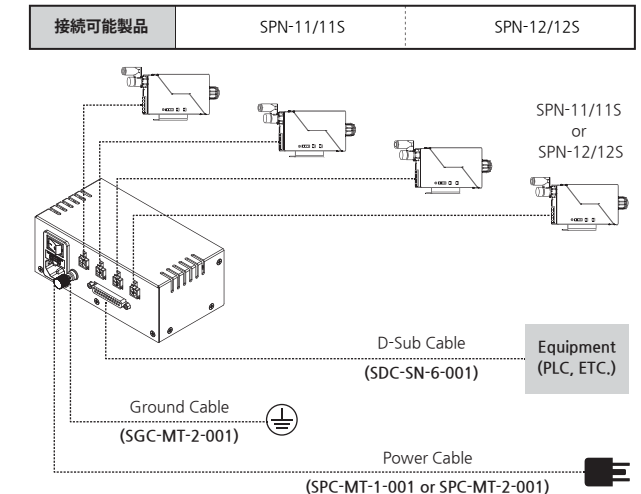 接続可能製品 SPN-11/11S SPN-12/12S
SPN-11/11S
or
SPN-12/12S
D-Sub Cable
(SDC-SN-6-001)
Equipment
(PLC, ETC.)
Ground Cable
(SGC-MT-2-001)
Power Cable
(SPC-MT-1-001 or SPC-MT-2-001)